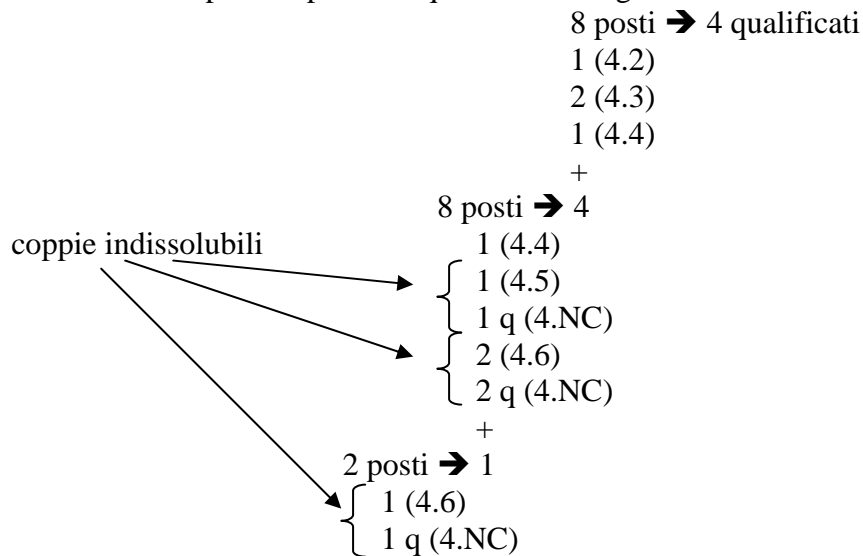 8 posti ➔ 4 qualificati
1 (4.2)
2 (4.3)
1 (4.4)
+
8 posti ➔ 4
coppie indissolubili
1 (4.4)
1 (4.5)
1 q (4.NC)
2 (4.6)
2 q (4.NC)
+
2 posti ➔ 1
1 (4.6)
1 q (4.NC)